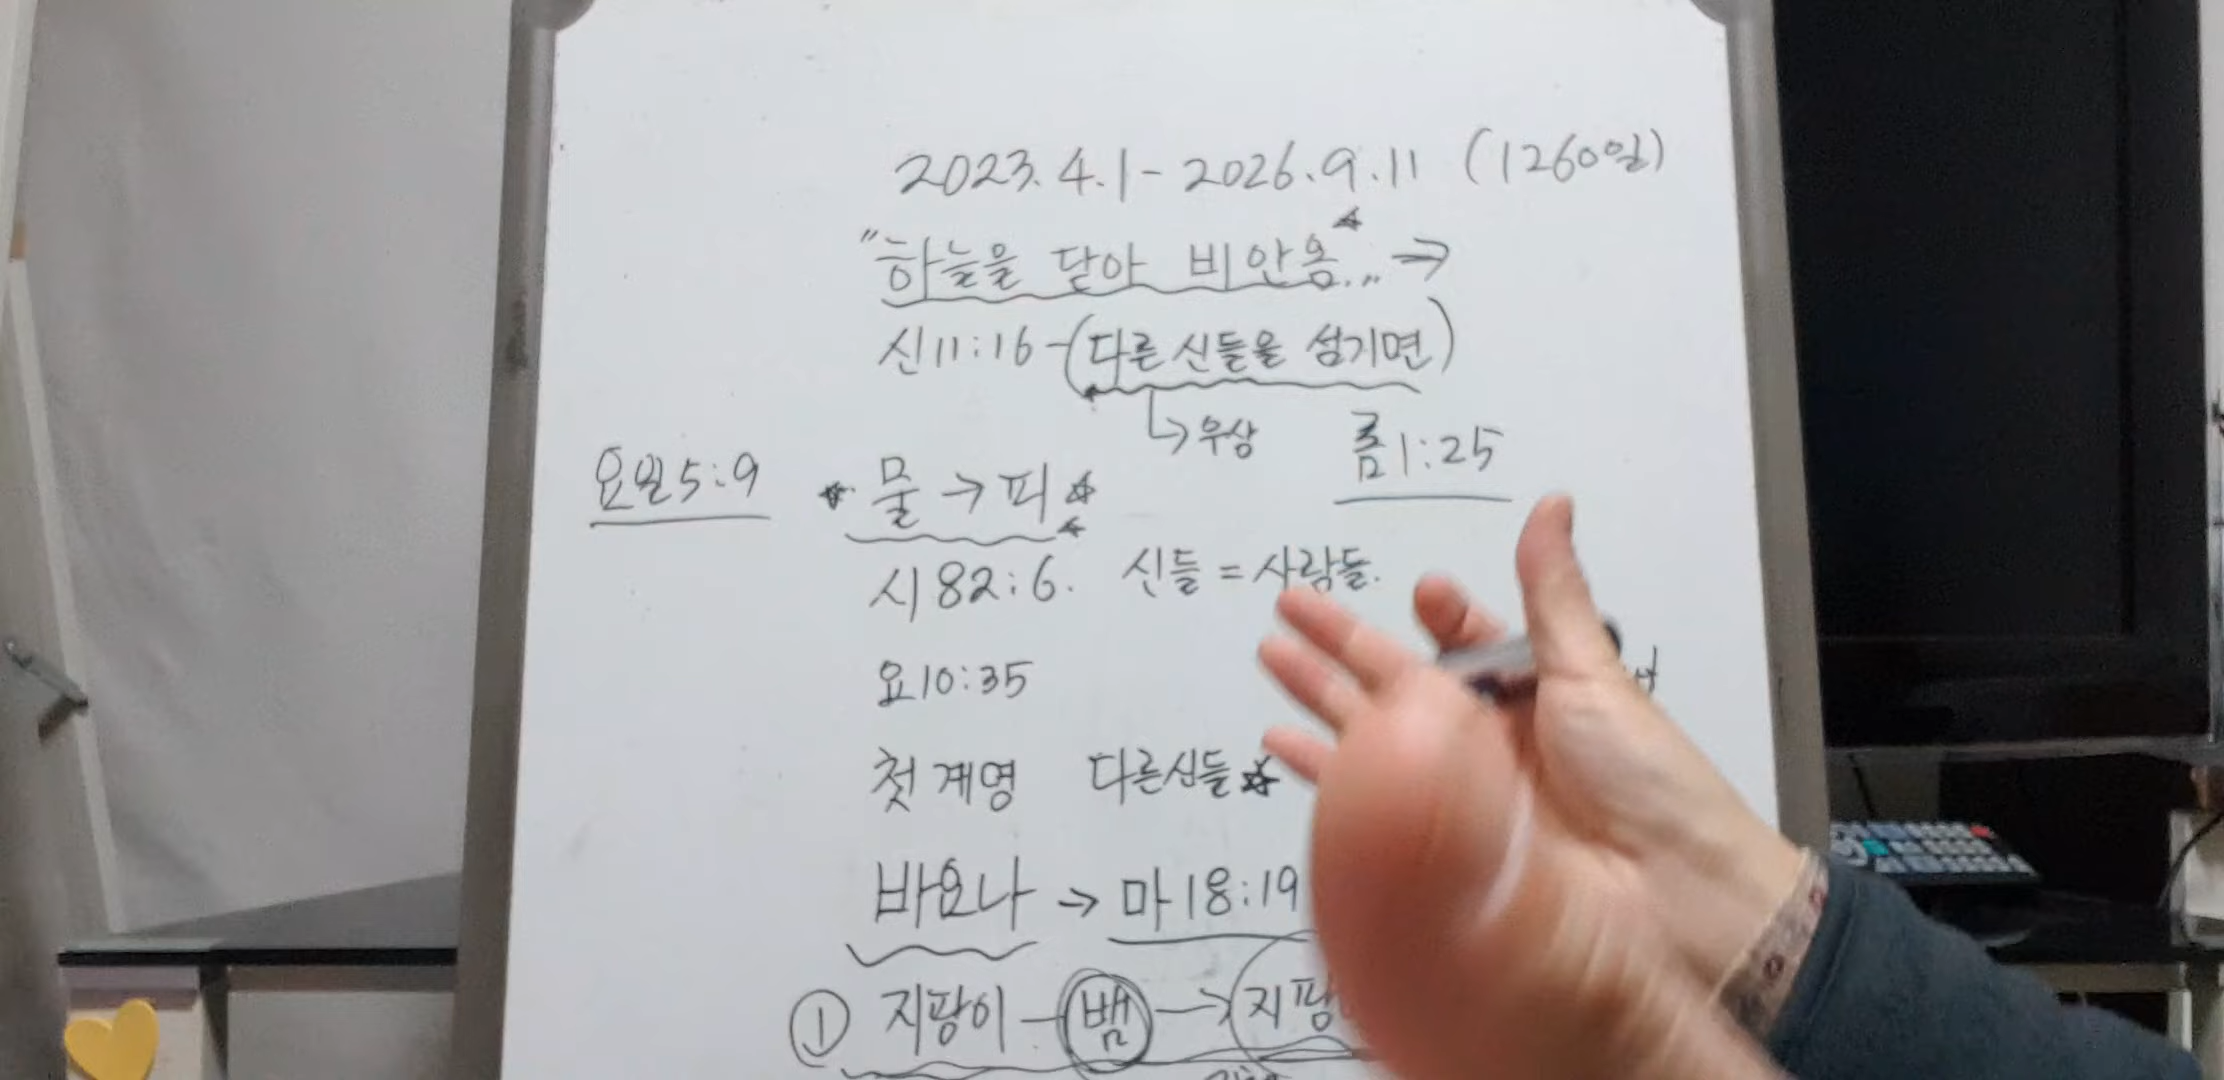 2023.4.1 - 2026.9.11 (1260일)
"하늘을 닫아 비 안옴..." →
신11:16 - (다른 신들을 섬기면)
→ 우상
롬1:25
요일5:9
물 → 피
시82:6. 신들 = 사람들.
요10:35
첫 계명 다른신들
바요나 → 마18:19
① 지팡이 - 뱀 → 지팡